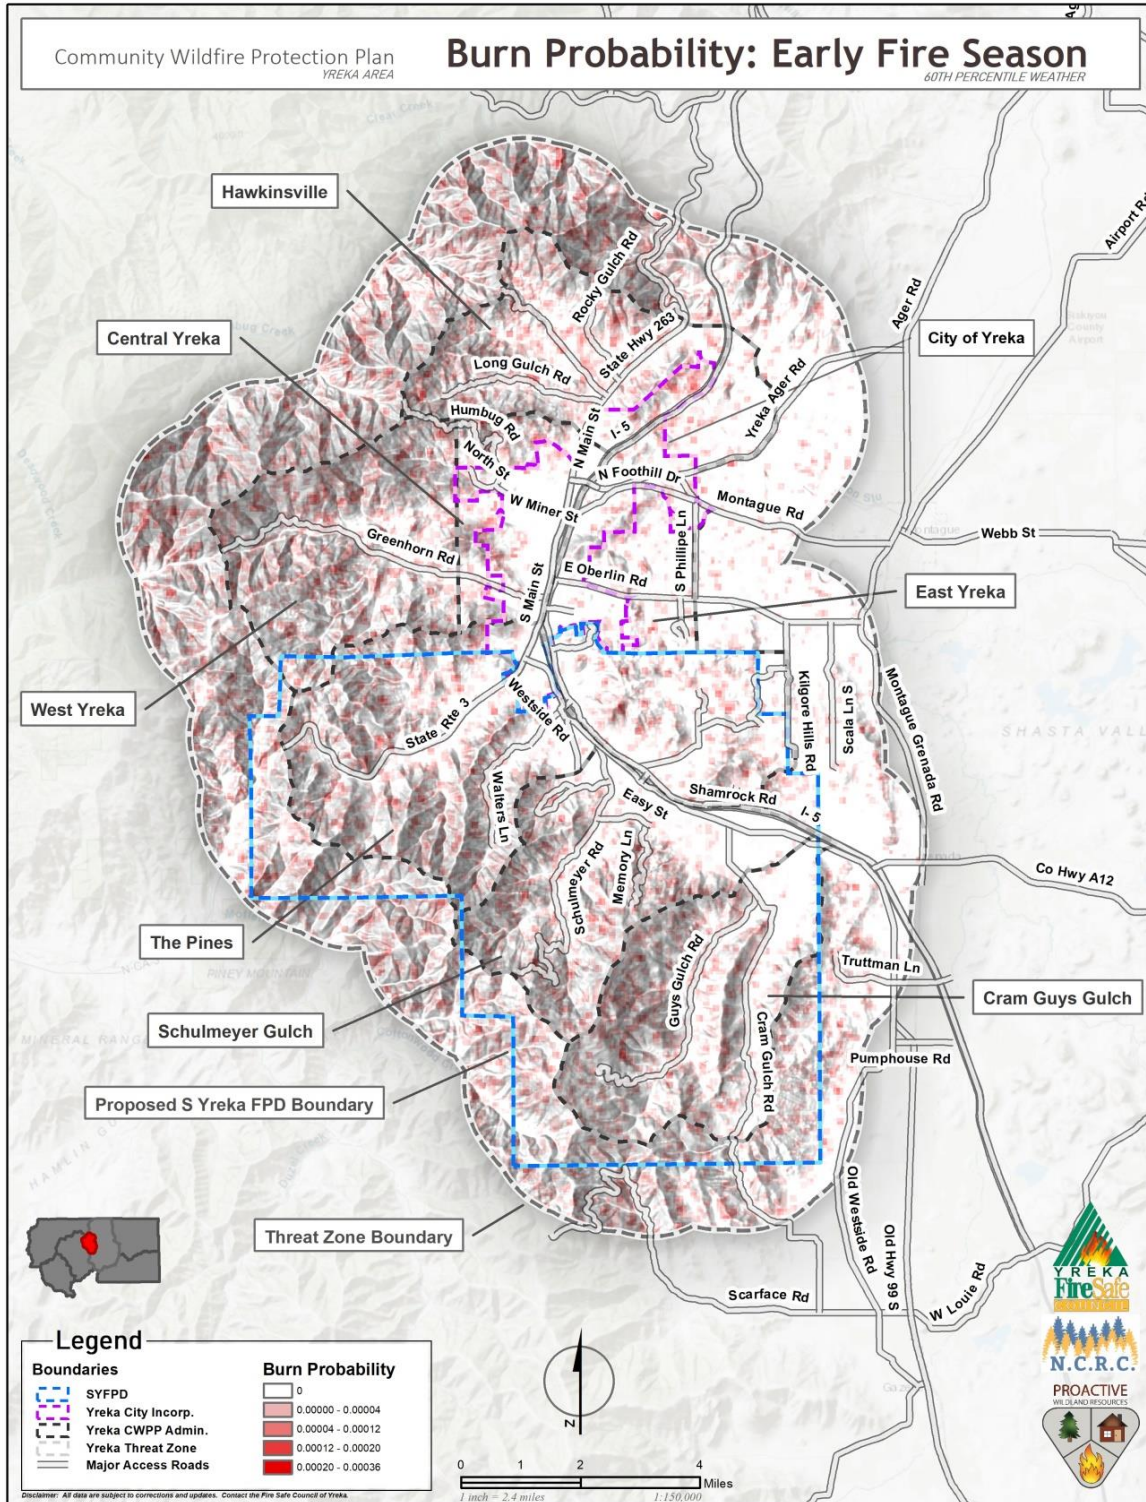 Community Wildfire Protection Plan
YREKA AREA
Burn Probability: Early Fire Season
60TH PERCENTILE WEATHER
Hawkinsville
Central Yreka
City of Yreka
East Yreka
West Yreka
The Pines
Schulmeyer Gulch
Proposed S Yreka FPD Boundary
Threat Zone Boundary
Cram Guys Gulch
Rocky Gulch Rd
State Hwy 263
Long Gulch Rd
Humbug Rd
North St
N Main St
I-5
Yreka Ager Rd
Ager Rd
Airport Rd
Siskiyou
County
Airport
N Foothill Dr
W Miner St
Montague Rd
Webb St
Greenhorn Rd
E Oberlin Rd
S Phillipe Ln
S Main St
State Rte 3
Westside Rd
Walters Ln
Kilgore Hills Rd
Scala Ln S
Montague Grenada Rd
SHASTA VALL
Shamrock Rd
I-5
Easy St
Schulmeyer Rd
Memory Ln
Co Hwy A12
Guys Gulch Rd
Cram Gulch Rd
Truttman Ln
Pumphouse Rd
Old Westside Rd
Old Hwy 99 S
W Louie Rd
Scarface Rd
PINEY MOUNTAIN
MINERAL RANG
HAMLIN
Legend
Boundaries
SYFPD
Yreka City Incorp.
Yreka CWPP Admin.
Yreka Threat Zone
Major Access Roads
Burn Probability
0
0.00000 - 0.00004
0.00004 - 0.00012
0.00012 - 0.00020
0.00020 - 0.00036
Disclaimer: All data are subject to corrections and updates. Contact the Fire Safe Council of Yreka.
N
0 1 2 4
Miles
1 inch = 2.4 miles 1:150,000
YREKA
FireSafe
N.C.R.C.
PROACTIVE
WILDLAND RESOURCES